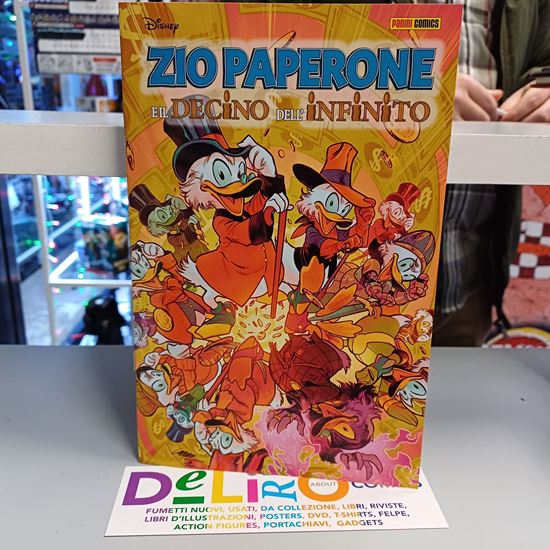 Disney
PANINI COMICS
ZIO PAPERONE
E IL DECINO DELL'INFINITO
DeLiRO ABOUT COMICS
FUMETTI NUOVI, USATI, DA COLLEZIONE, LIBRI, RIVISTE,
LIBRI D'ILLUSTRAZIONI, POSTERS, DVD, T-SHIRTS, FELPE,
ACTION FIGURES, PORTACHIAVI, GADGETS